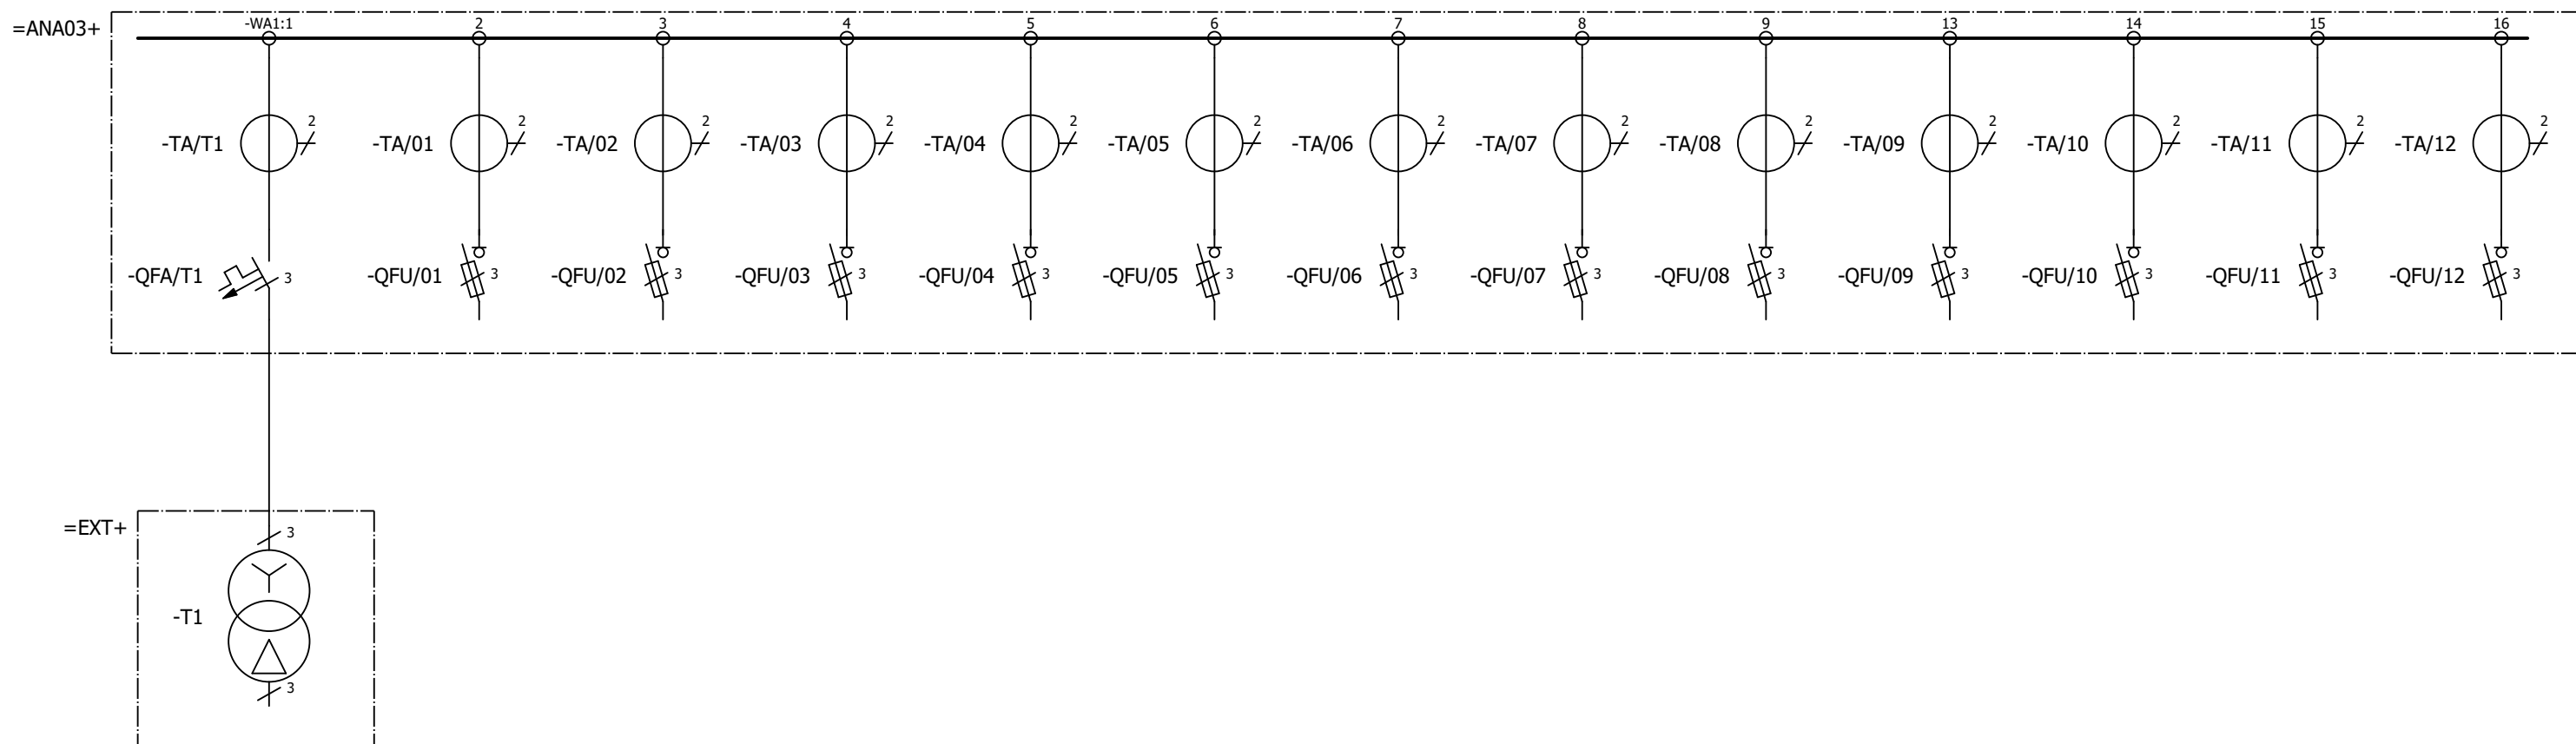 -WA1:1 2 3 4 5 6 7 8 9 13 14 15 16
=ANA03+
2 2 2 2 2 2 2 2 2 2 2 2 2
-TA/T1 -TA/01 -TA/02 -TA/03 -TA/04 -TA/05 -TA/06 -TA/07 -TA/08 -TA/09 -TA/10 -TA/11 -TA/12
-QFA/T1 3 -QFU/01 3 -QFU/02 3 -QFU/03 3 -QFU/04 3 -QFU/05 3 -QFU/06 3 -QFU/07 3 -QFU/08 3 -QFU/09 3 -QFU/10 3 -QFU/11 3 -QFU/12 3
=EXT+
3
-T1
3